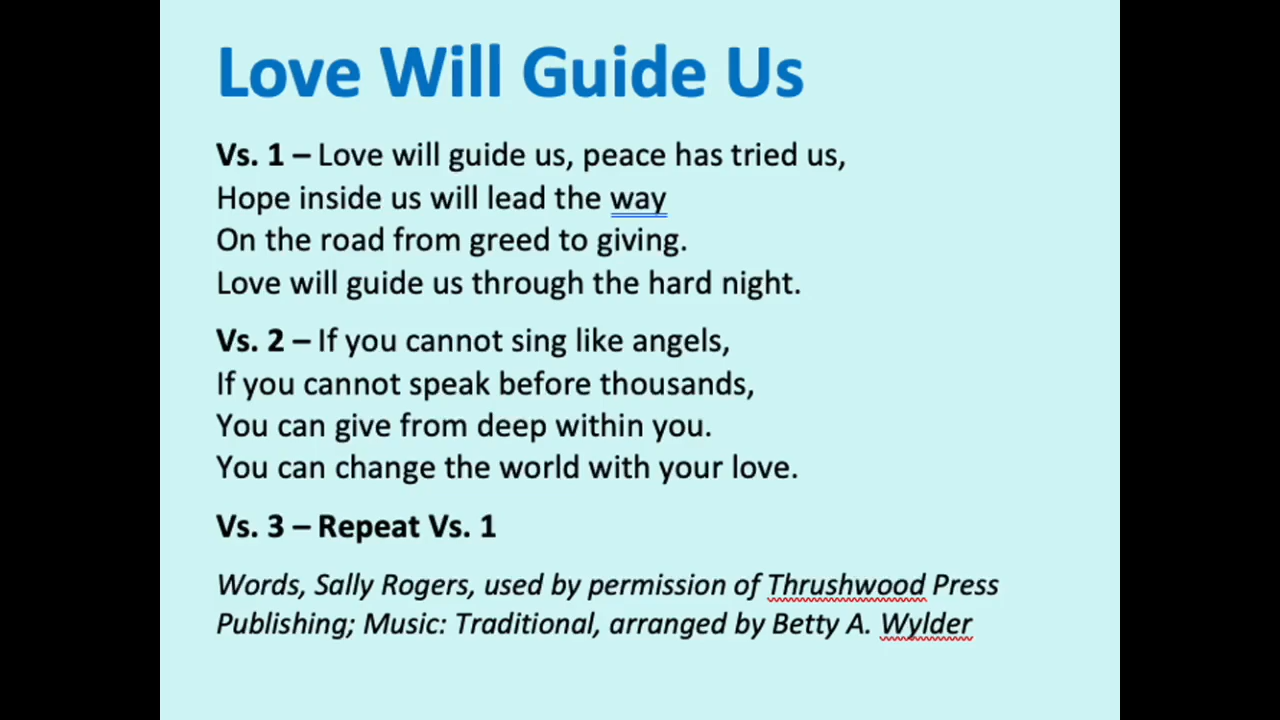 Love Will Guide Us
Vs. 1 – Love will guide us, peace has tried us,
Hope inside us will lead the way
On the road from greed to giving.
Love will guide us through the hard night.
Vs. 2 – If you cannot sing like angels,
If you cannot speak before thousands,
You can give from deep within you.
You can change the world with your love.
Vs. 3 – Repeat Vs. 1
Words, Sally Rogers, used by permission of Thrushwood Press
Publishing; Music: Traditional, arranged by Betty A. Wylder